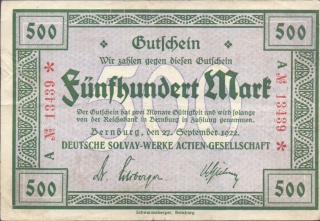 500 Gutschein 500
Wir zahlen gegen diesen Gutschein
500
Fünfhundert Mark
Der Gutschein hat zwei Monate Gültigkeit und wird solange
von der Reichsbank in Bernburg in Zahlung genommen
Bernburg, den 27. September 1922.
DEUTSCHE SOLVAY-WERKE ACTIEN-GESELLSCHAFT
A № 13439 *
A № 13439 *
500 500